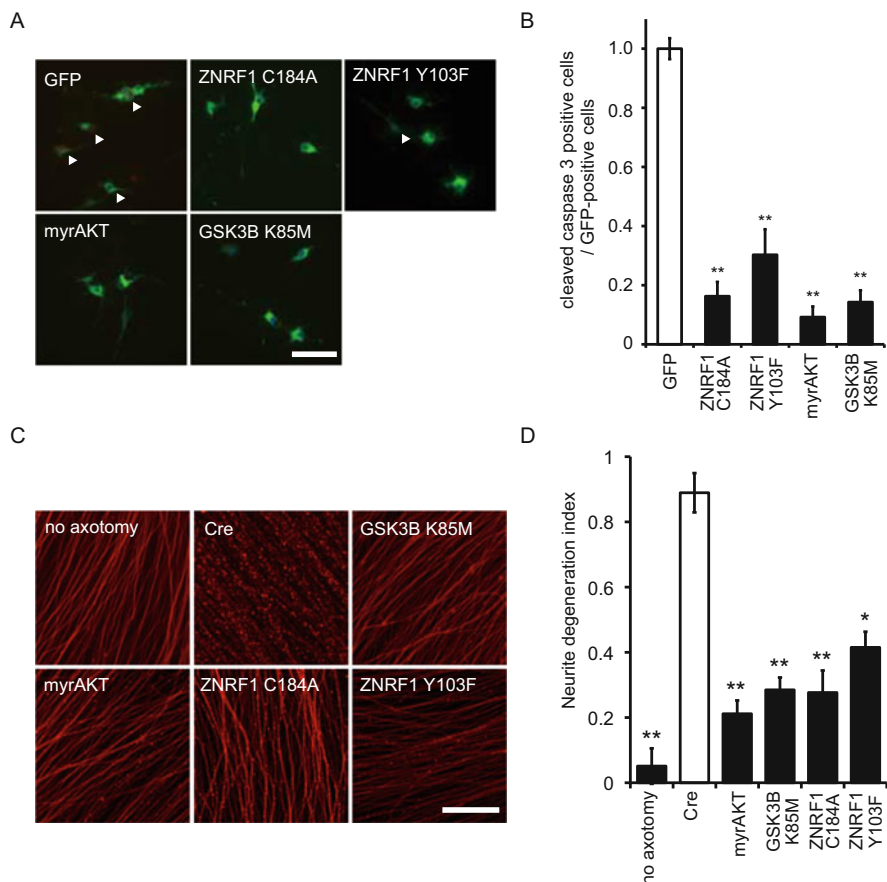 A
GFP
ZNRF1 C184A
ZNRF1 Y103F
myrAKT
GSK3B K85M
B
cleaved caspase 3 positive cells
/ GFP-positive cells
1.0
0.8
0.6
0.4
0.2
0
**
**
**
**
GFP
ZNRF1
C184A
ZNRF1
Y103F
myrAKT
GSK3B
K85M
C
no axotomy
Cre
GSK3B K85M
myrAKT
ZNRF1 C184A
ZNRF1 Y103F
D
Neurite degeneration index
1
0.8
0.6
0.4
0.2
0
**
**
**
**
*
no axotomy
Cre
myrAKT
GSK3B
K85M
ZNRF1
C184A
ZNRF1
Y103F